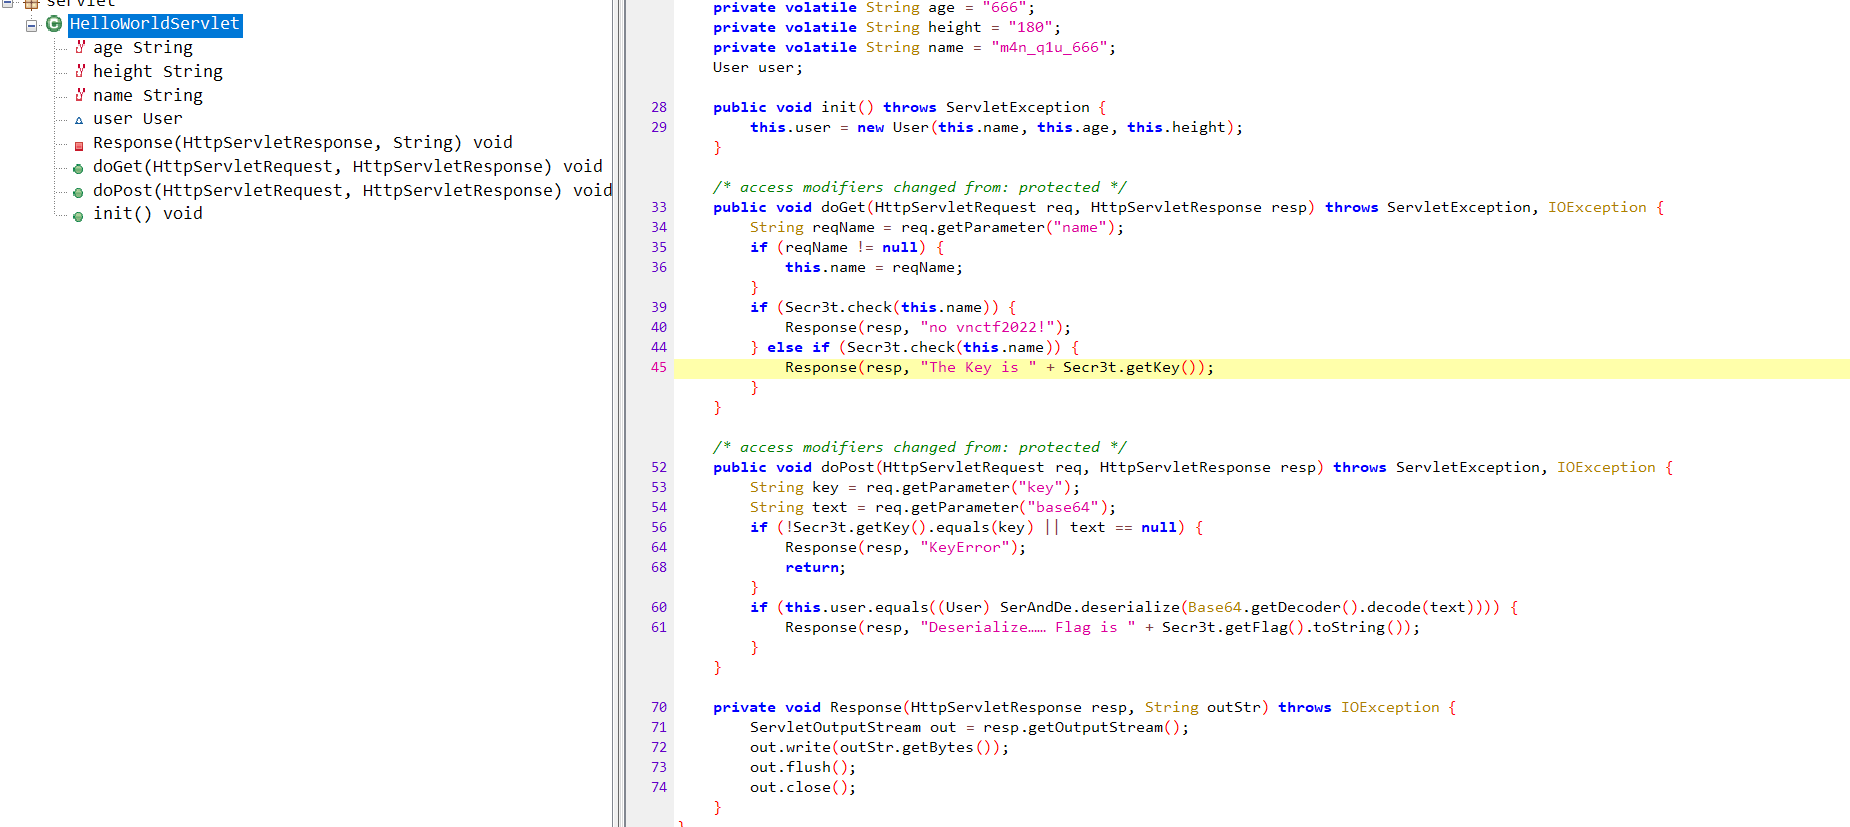 servlet
HelloWorldServlet
age String
height String
name String
user User
Response(HttpServletResponse, String) void
doGet(HttpServletRequest, HttpServletResponse) void
doPost(HttpServletRequest, HttpServletResponse) void
init() void
private volatile String age = "666";
private volatile String height = "180";
private volatile String name = "m4n_q1u_666";
User user;
28 public void init() throws ServletException {
29 this.user = new User(this.name, this.age, this.height);
}
/* access modifiers changed from: protected */
33 public void doGet(HttpServletRequest req, HttpServletResponse resp) throws ServletException, IOException {
34 String reqName = req.getParameter("name");
35 if (reqName != null) {
36 this.name = reqName;
}
39 if (Secr3t.check(this.name)) {
40 Response(resp, "no vnctf2022!");
44 } else if (Secr3t.check(this.name)) {
45 Response(resp, "The Key is " + Secr3t.getKey());
}
}
/* access modifiers changed from: protected */
52 public void doPost(HttpServletRequest req, HttpServletResponse resp) throws ServletException, IOException {
53 String key = req.getParameter("key");
54 String text = req.getParameter("base64");
56 if (!Secr3t.getKey().equals(key) || text == null) {
64 Response(resp, "KeyError");
68 return;
}
60 if (this.user.equals((User) SerAndDe.deserialize(Base64.getDecoder().decode(text)))) {
61 Response(resp, "Deserialize…… Flag is " + Secr3t.getFlag().toString());
}
}
70 private void Response(HttpServletResponse resp, String outStr) throws IOException {
71 ServletOutputStream out = resp.getOutputStream();
72 out.write(outStr.getBytes());
73 out.flush();
74 out.close();
}
}